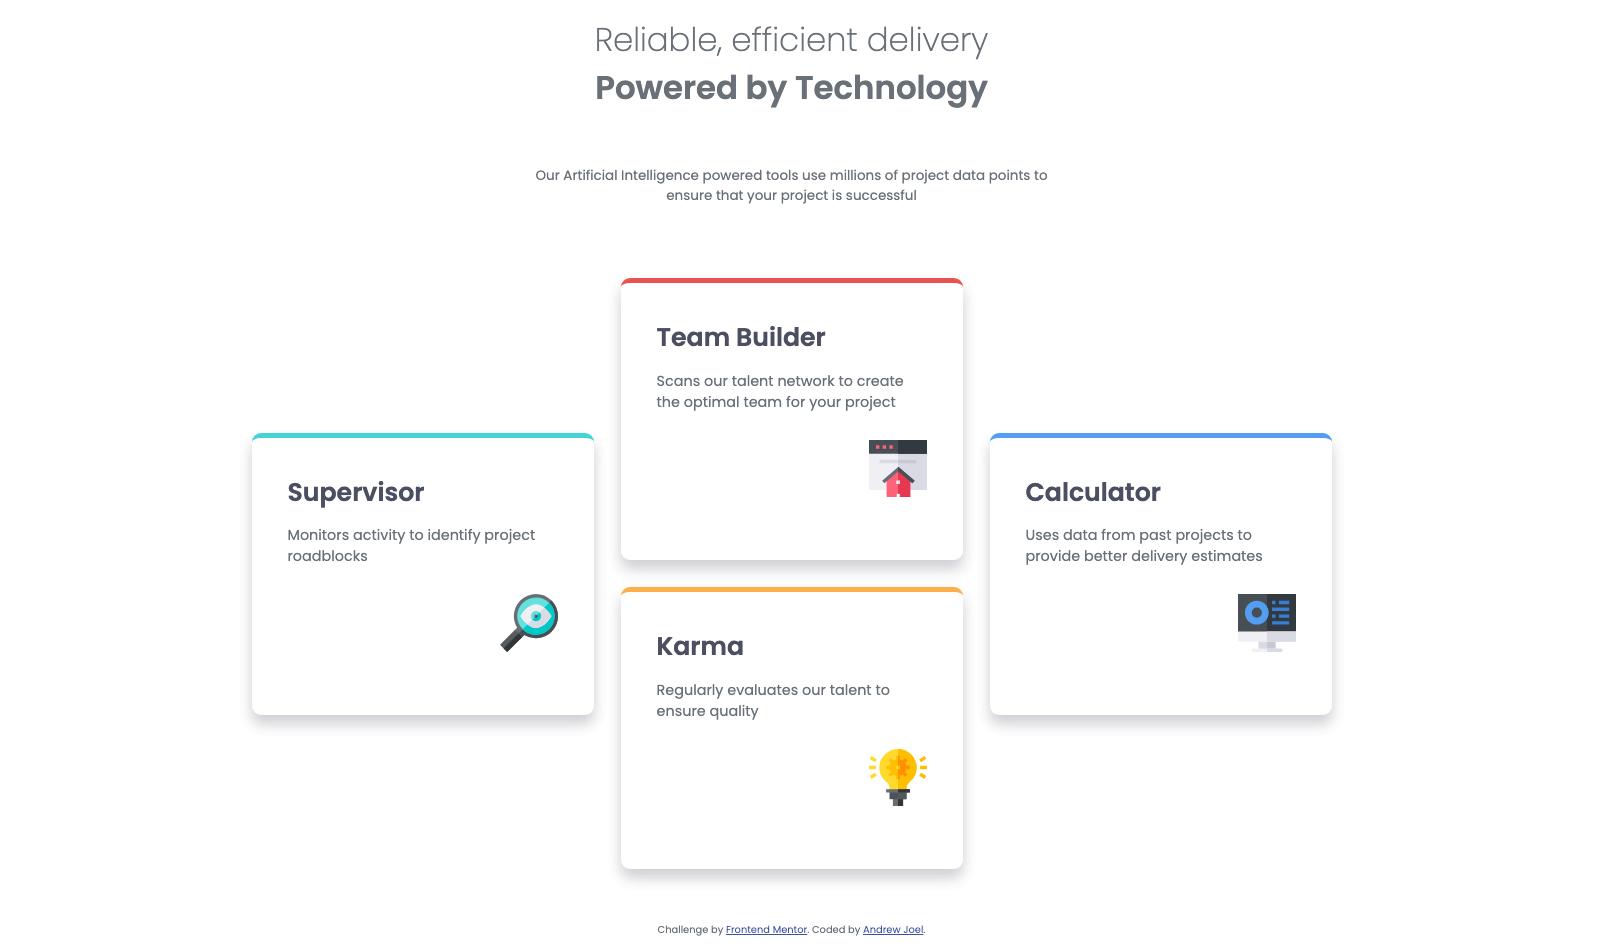 Reliable, efficient delivery
Powered by Technology
Our Artificial Intelligence powered tools use millions of project data points to
ensure that your project is successful
Supervisor
Monitors activity to identify project
roadblocks
Team Builder
Scans our talent network to create
the optimal team for your project
Karma
Regularly evaluates our talent to
ensure quality
Calculator
Uses data from past projects to
provide better delivery estimates
Challenge by Frontend Mentor. Coded by Andrew Joel.